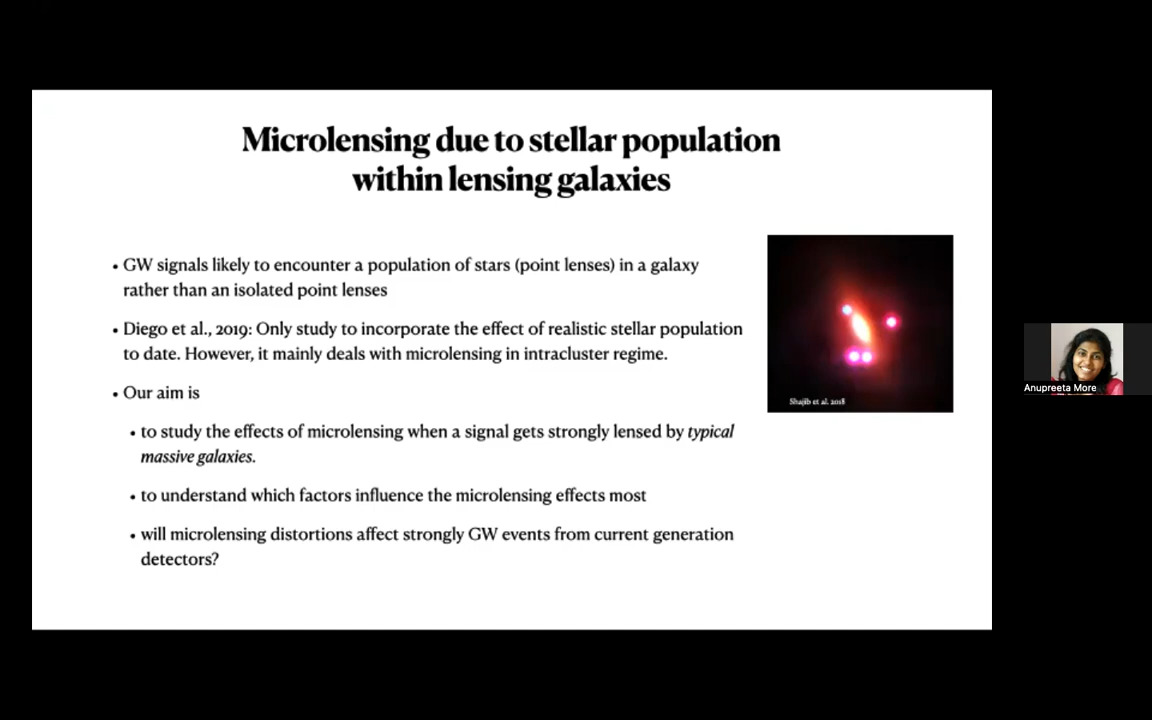 Microlensing due to stellar population
within lensing galaxies
• GW signals likely to encounter a population of stars (point lenses) in a galaxy
rather than an isolated point lenses
• Diego et al., 2019: Only study to incorporate the effect of realistic stellar population
to date. However, it mainly deals with microlensing in intracluster regime.
• Our aim is
• to study the effects of microlensing when a signal gets strongly lensed by typical
massive galaxies.
• to understand which factors influence the microlensing effects most
• will microlensing distortions affect strongly GW events from current generation
detectors?
Shajib et al. 2018
Anupreeta More